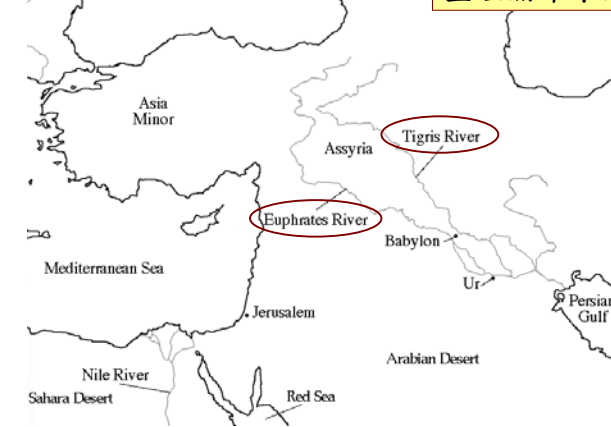 Asia
Minor
Tigris River
Assyria
Euphrates River
Babylon
Mediterranean Sea
Ur
Persian
Gulf
Jerusalem
Arabian Desert
Nile River
Sahara Desert
Red Sea